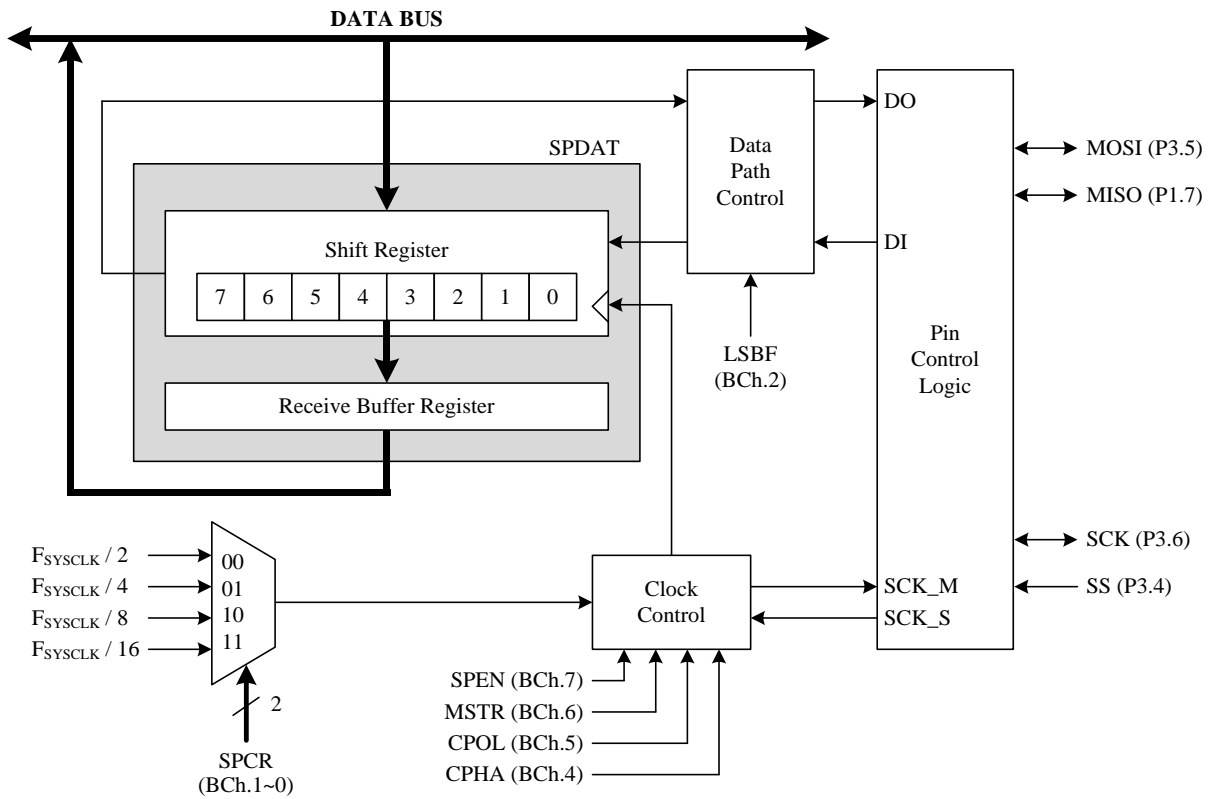 DATA BUS
SPDAT
Shift Register
7 6 5 4 3 2 1 0
Receive Buffer Register
Data
Path
Control
LSBF
(BCh.2)
DO
DI
Pin
Control
Logic
SCK_M
SCK_S
MOSI (P3.5)
MISO (P1.7)
SCK (P3.6)
SS (P3.4)
FSYSCLK / 2
FSYSCLK / 4
FSYSCLK / 8
FSYSCLK / 16
00
01
10
11
2
SPCR
(BCh.1~0)
Clock
Control
SPEN (BCh.7)
MSTR (BCh.6)
CPOL (BCh.5)
CPHA (BCh.4)